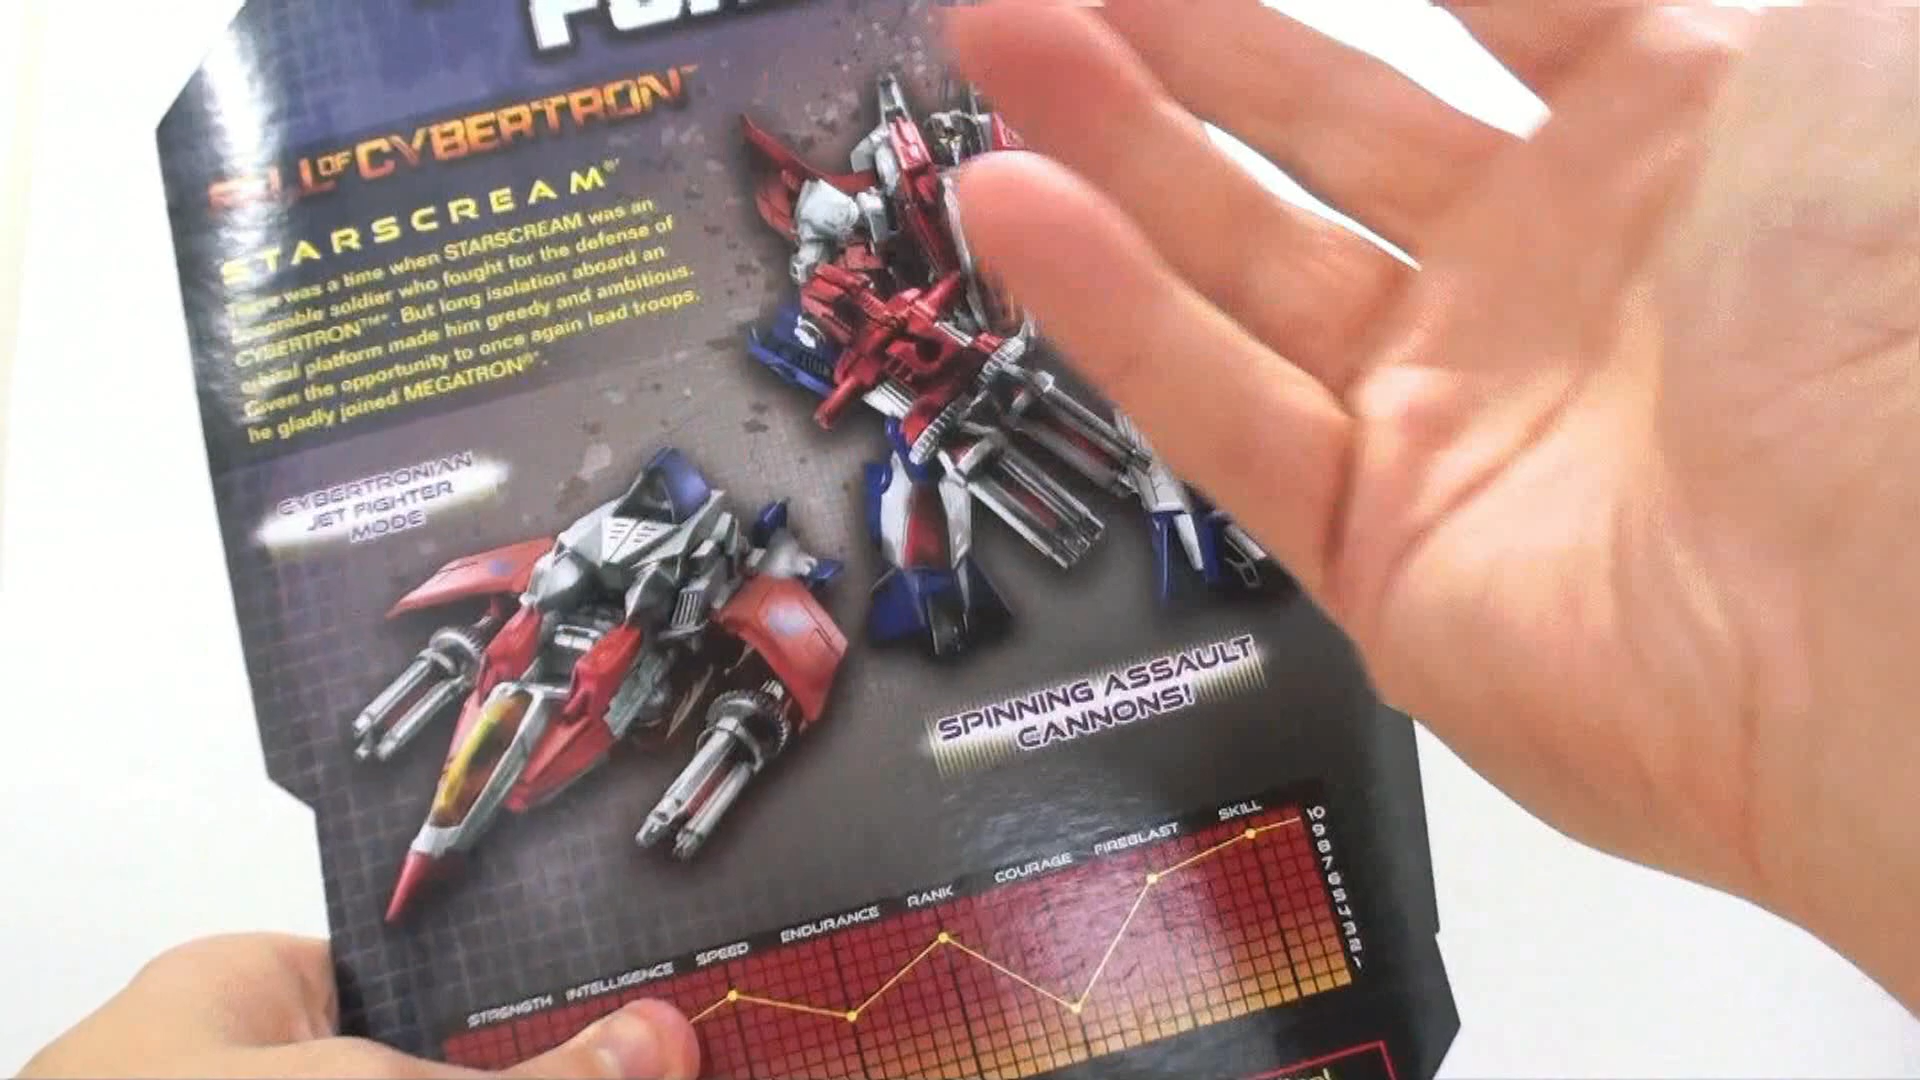 FALL OF CYBERTRON™
STARSCREAM®*
There was a time when STARSCREAM was an
honorable soldier who fought for the defense of
CYBERTRON™*. But long isolation aboard an
orbital platform made him greedy and ambitious.
Given the opportunity to once again lead troops,
he gladly joined MEGATRON®*.
CYBERTRONIAN
JET FIGHTER
MODE
SPINNING ASSAULT
CANNONS!
STRENGTH INTELLIGENCE SPEED ENDURANCE RANK COURAGE FIREBLAST SKILL
10
9
8
7
6
5
4
3
2
1